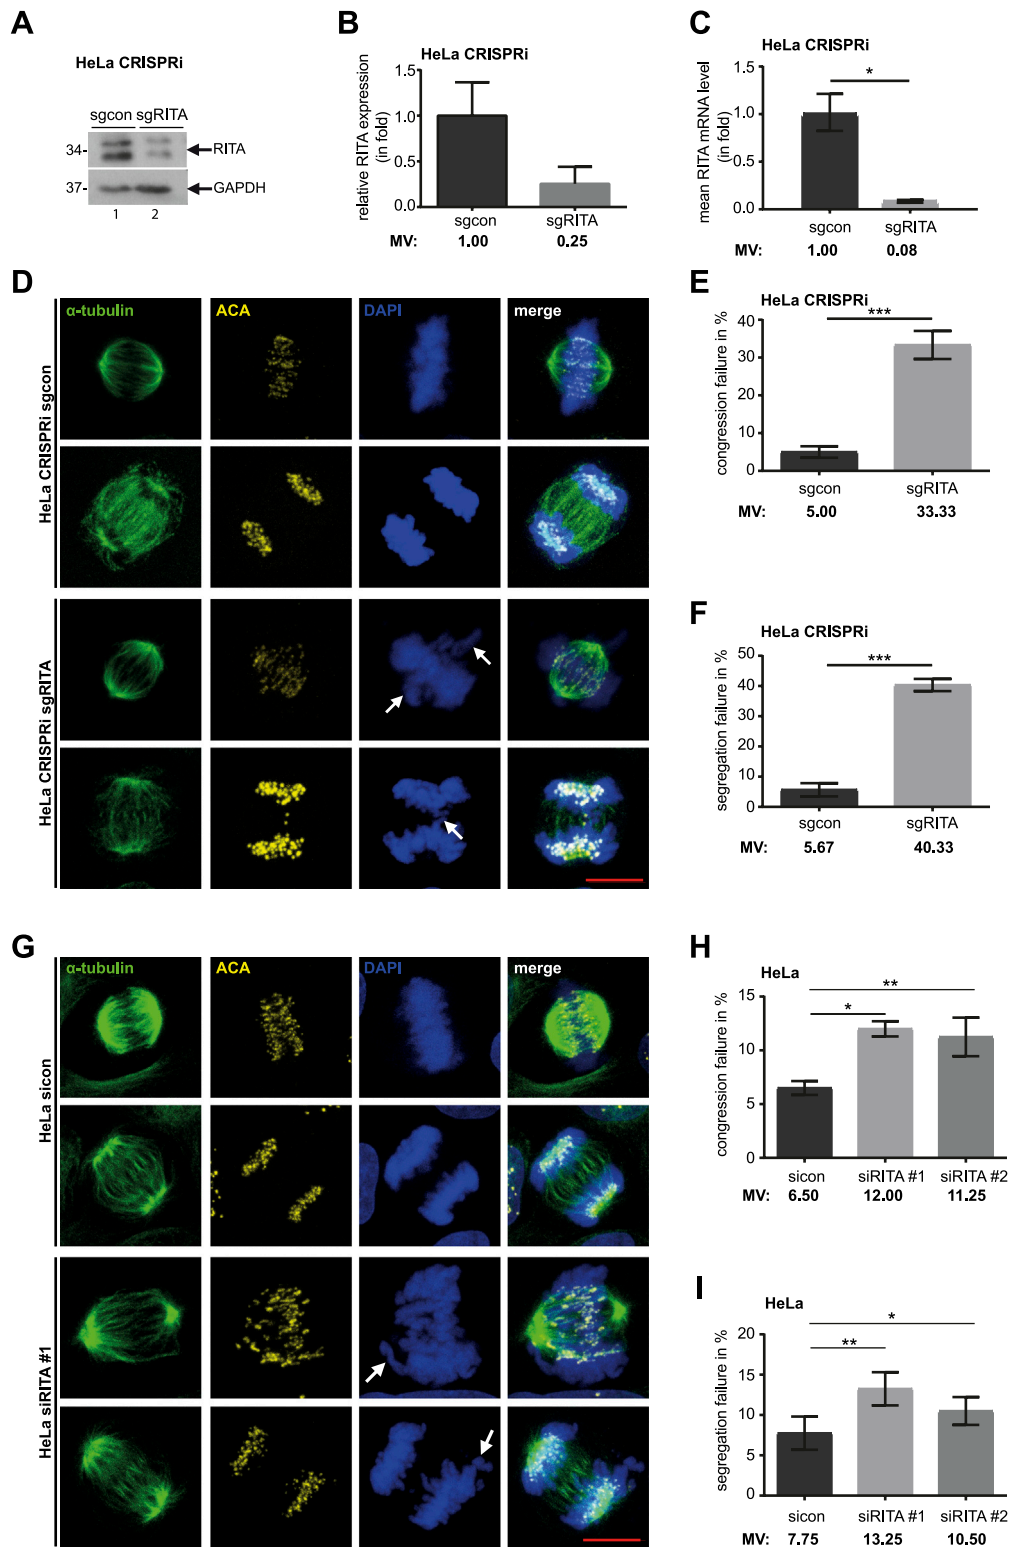 A
HeLa CRISPRi
sgcon sgRITA
34-
RITA
37-
GAPDH
1 2
B
HeLa CRISPRi
relative RITA expression
(in fold)
1.5
1.0
0.5
0.0
sgcon sgRITA
MV: 1.00 0.25
C
HeLa CRISPRi
mean RITA mRNA level
(in fold)
1.5
1.0
0.5
0.0
*
sgcon sgRITA
MV: 1.00 0.08
D
α-tubulin ACA DAPI merge
HeLa CRISPRi sgcon
HeLa CRISPRi sgRITA
E
HeLa CRISPRi
congression failure in %
40
30
20
10
0
***
sgcon sgRITA
MV: 5.00 33.33
F
HeLa CRISPRi
segregation failure in %
50
40
30
20
10
0
***
sgcon sgRITA
MV: 5.67 40.33
G
α-tubulin ACA DAPI merge
HeLa sicon
HeLa siRITA #1
H
HeLa
congression failure in %
15
10
5
0
**
*
sicon siRITA #1 siRITA #2
MV: 6.50 12.00 11.25
I
HeLa
segregation failure in %
20
15
10
5
0
*
**
sicon siRITA #1 siRITA #2
MV: 7.75 13.25 10.50